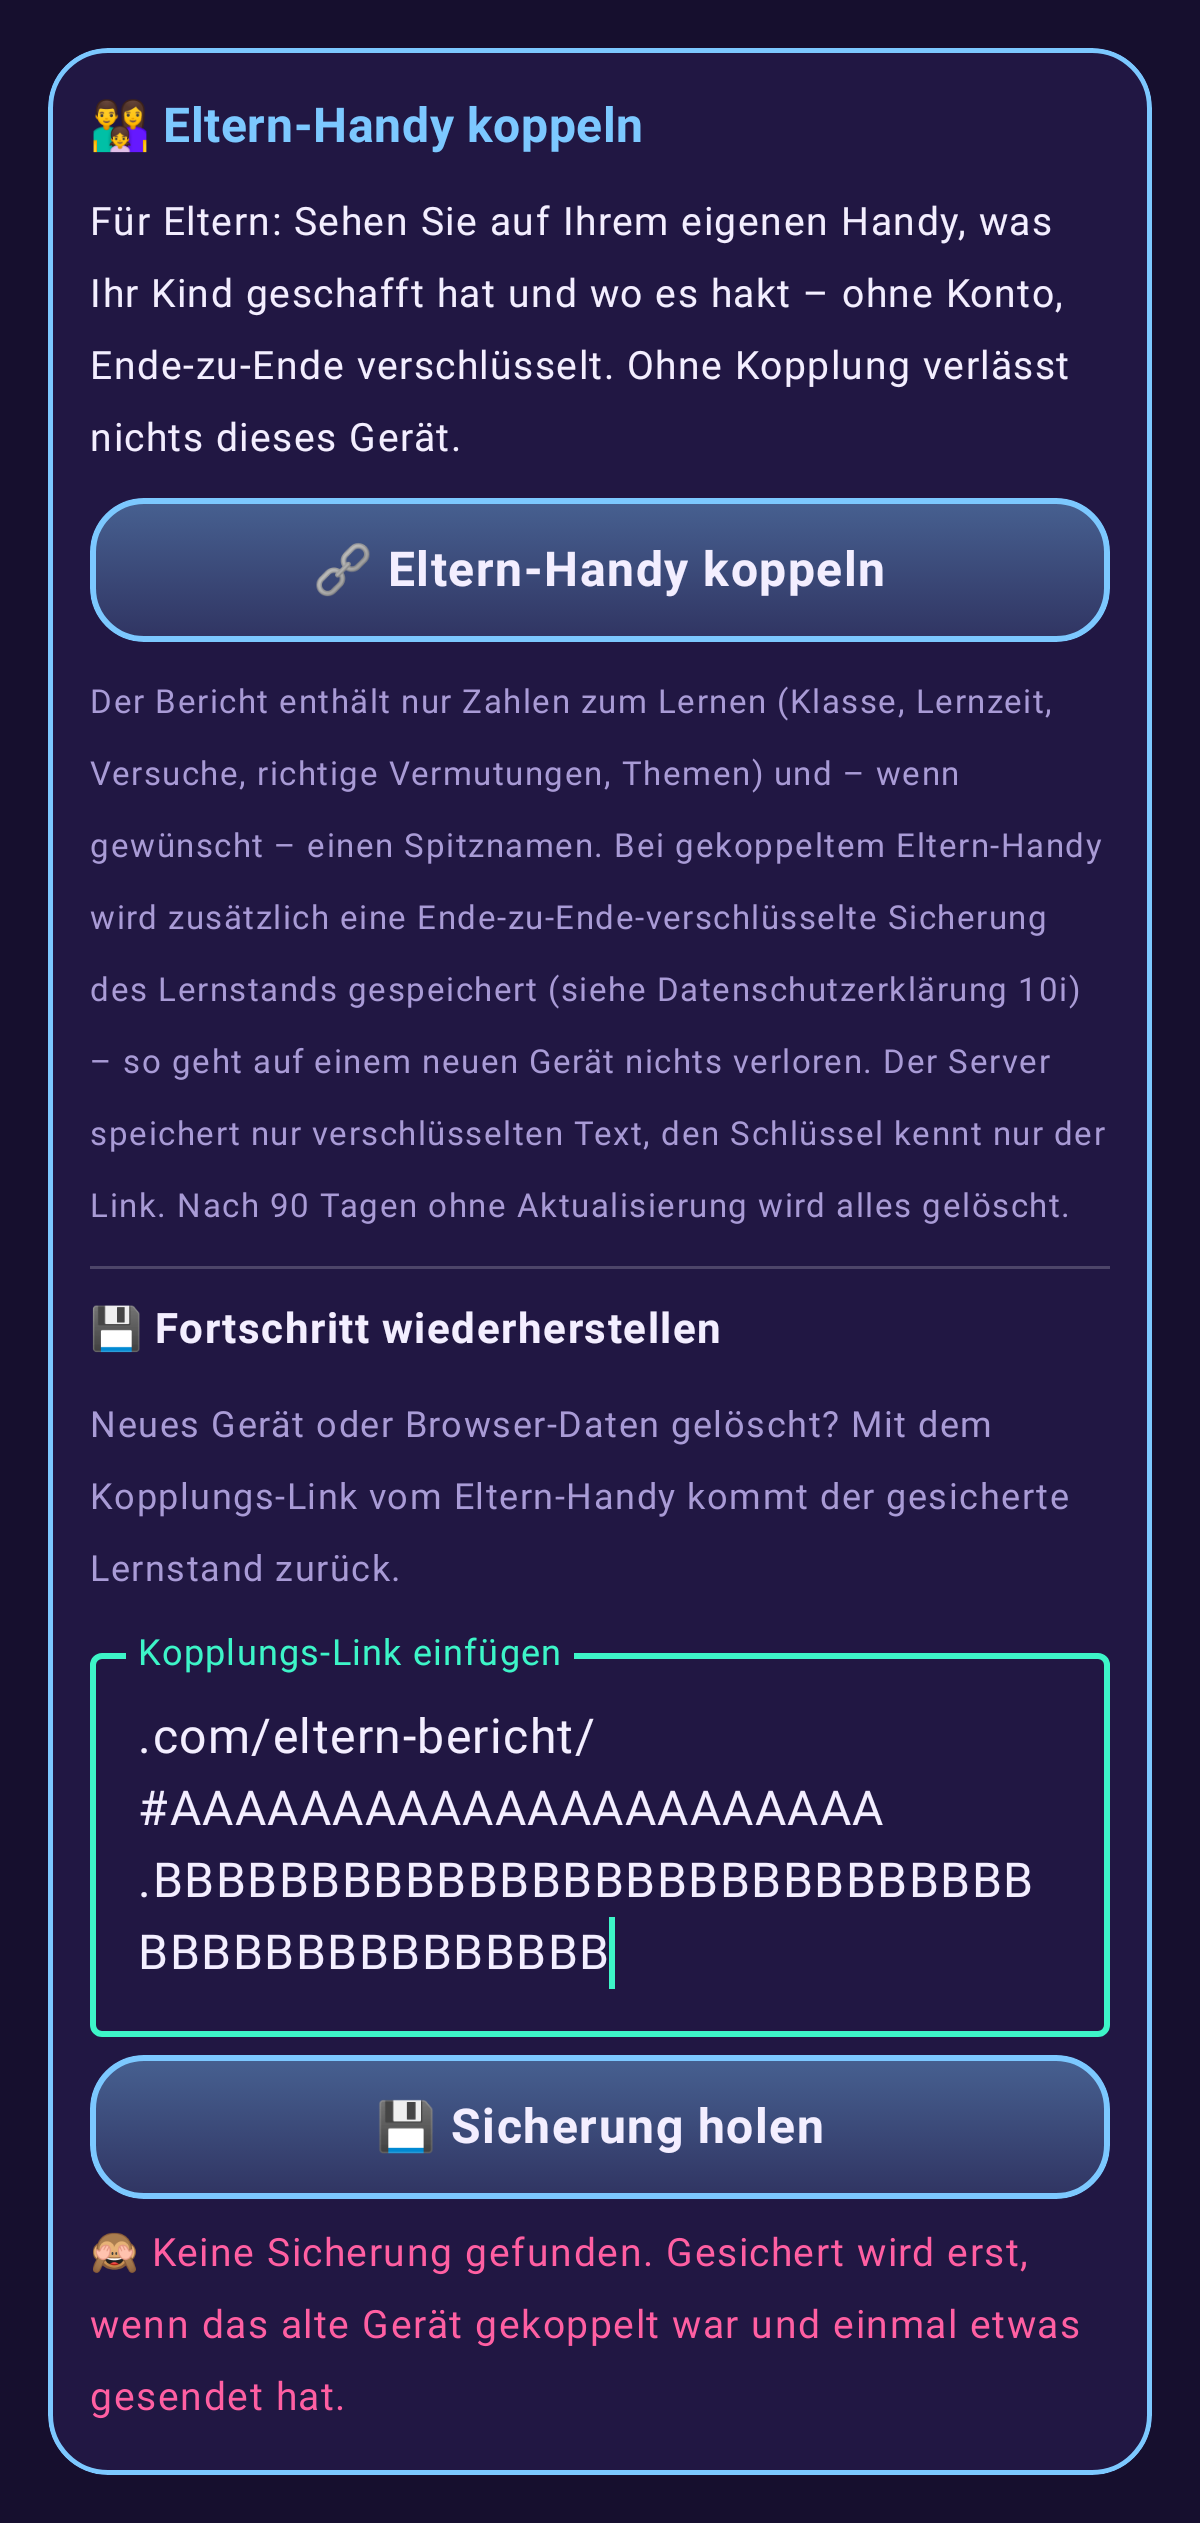 Eltern-Handy koppeln
Für Eltern: Sehen Sie auf Ihrem eigenen Handy, was
Ihr Kind geschafft hat und wo es hakt – ohne Konto,
Ende-zu-Ende verschlüsselt. Ohne Kopplung verlässt
nichts dieses Gerät.
Eltern-Handy koppeln
Der Bericht enthält nur Zahlen zum Lernen (Klasse, Lernzeit,
Versuche, richtige Vermutungen, Themen) und – wenn
gewünscht – einen Spitznamen. Bei gekoppeltem Eltern-Handy
wird zusätzlich eine Ende-zu-Ende-verschlüsselte Sicherung
des Lernstands gespeichert (siehe Datenschutzerklärung 10i)
– so geht auf einem neuen Gerät nichts verloren. Der Server
speichert nur verschlüsselten Text, den Schlüssel kennt nur der
Link. Nach 90 Tagen ohne Aktualisierung wird alles gelöscht.
Fortschritt wiederherstellen
Neues Gerät oder Browser-Daten gelöscht? Mit dem
Kopplungs-Link vom Eltern-Handy kommt der gesicherte
Lernstand zurück.
Kopplungs-Link einfügen
.com/eltern-bericht/
#AAAAAAAAAAAAAAAAAAAAAA
.BBBBBBBBBBBBBBBBBBBBBBBBBBBB
BBBBBBBBBBBBBBB
Sicherung holen
Keine Sicherung gefunden. Gesichert wird erst,
wenn das alte Gerät gekoppelt war und einmal etwas
gesendet hat.